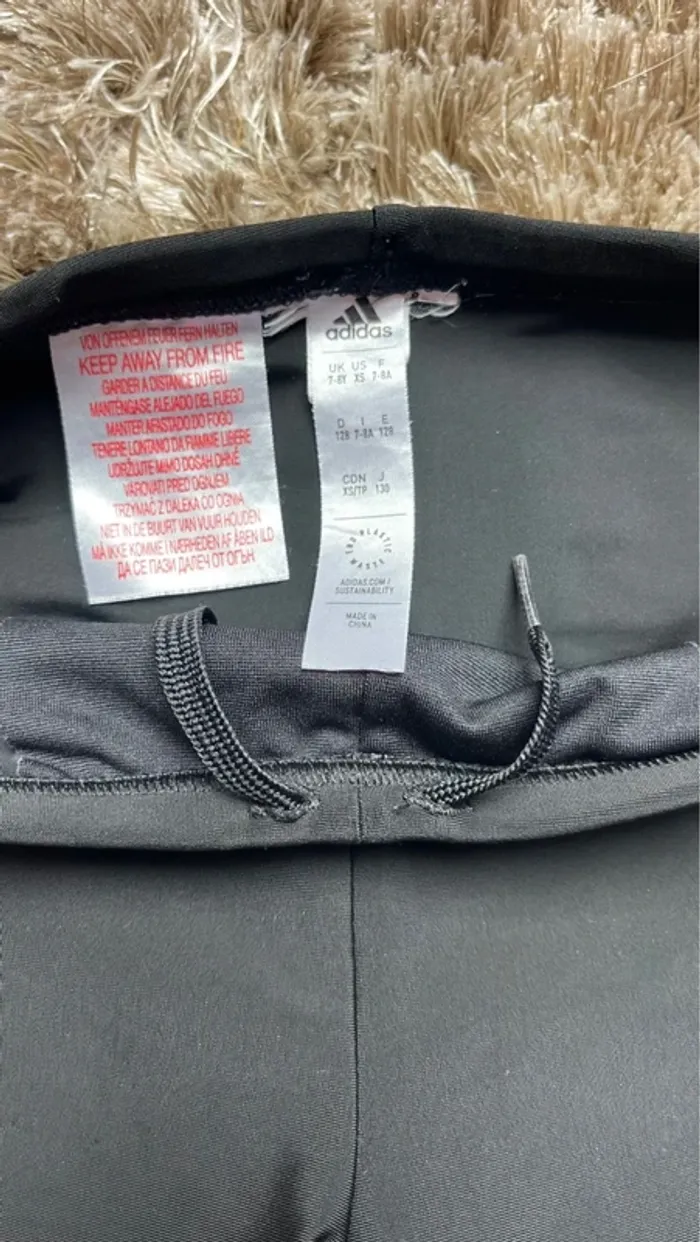 VON OFFENEM FEUER FERN HALTEN
KEEP AWAY FROM FIRE
GARDER A DISTANCE DU FEU
MANTÉNGASE ALEJADO DEL FUEGO
MANTER AFASTADO DO FOGO
TENERE LONTANO DA FIAMME LIBERE
UDRŽUJTE MIMO DOSAH OHNĚ
VAROVATI PRED OGNJEM
TRZYMAĆ Z DALEKA OD OGNIA
NIET IN DE BUURT VAN VUUR HOUDEN
MÅ IKKE KOMME I NÆRHEDEN AF ÅBEN ILD
ДА СЕ ПАЗИ ДАЛЕЧ ОТ ОГЪН
adidas
UK US F
7-8Y XS 7-8A
D I E
128 7-8A 128
CDN J
XS/TP 130
PLASTIC
WASTE
ADIDAS.COM/
SUSTAINABILITY
MADE IN
CHINA